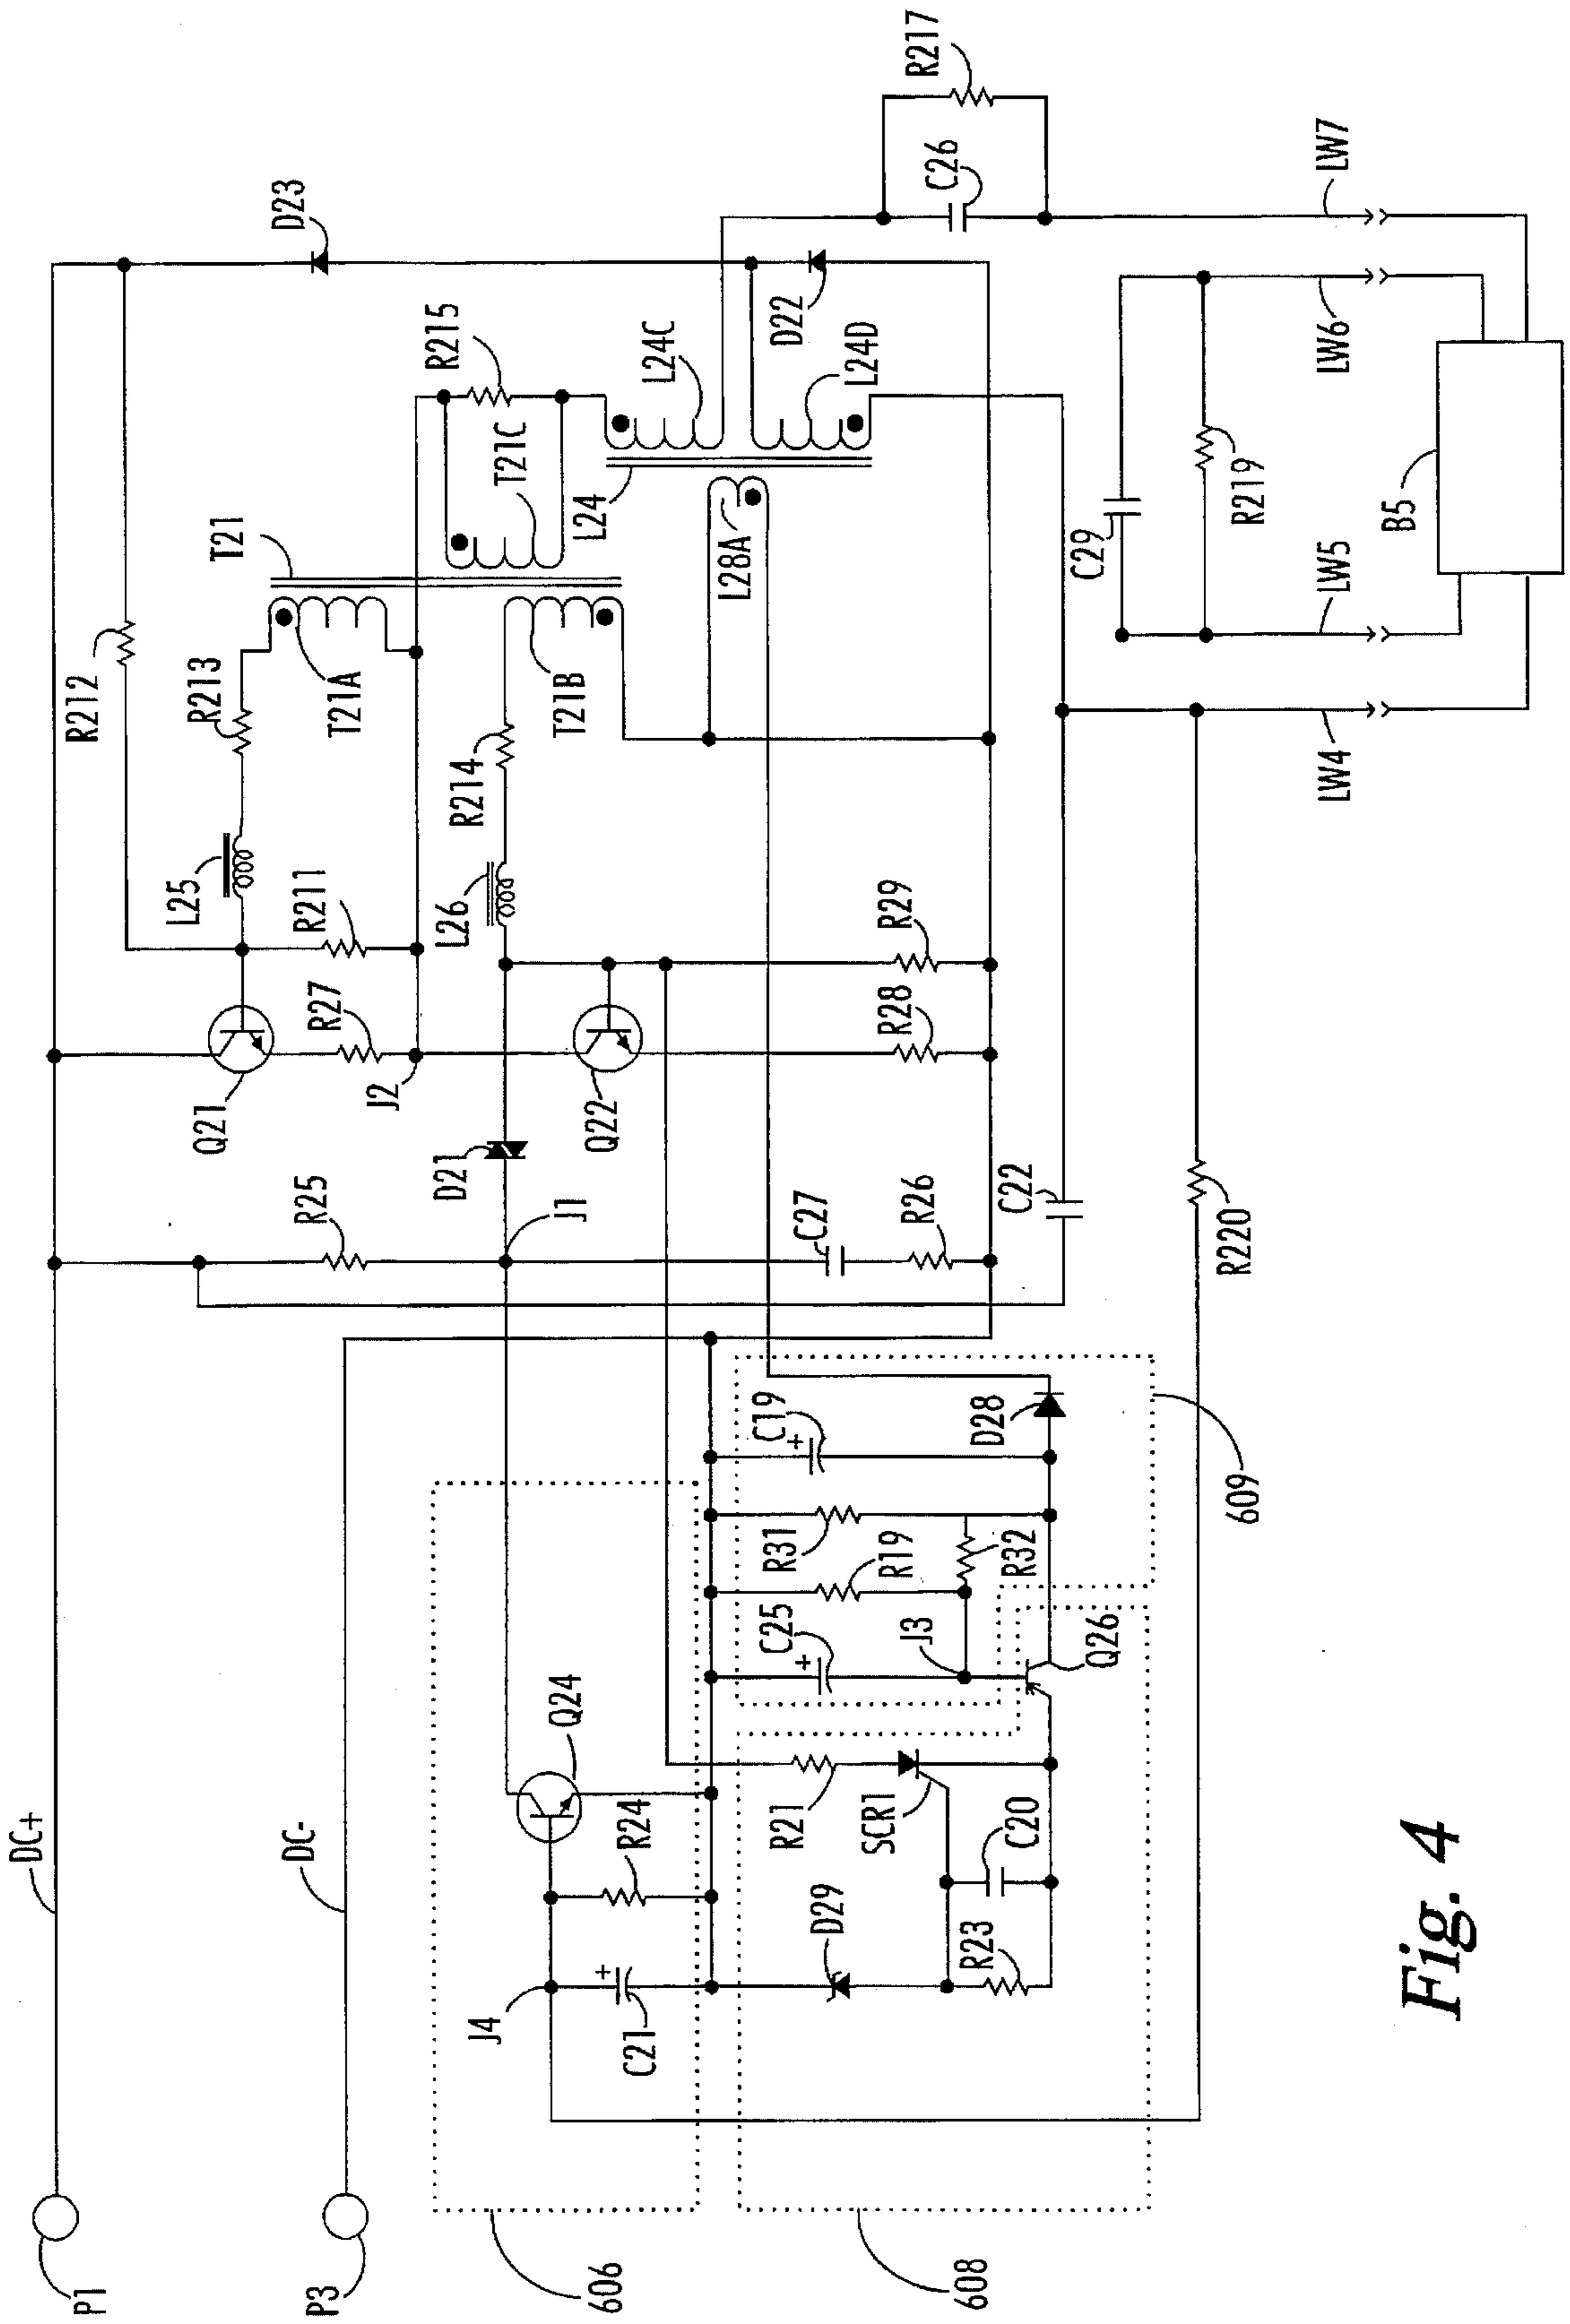 P1
DC+
P3
DC-
606
608
609
J4
C21
+
R24
Q24
D29
R23
C20
SCR1
R21
C25
+
J3
Q26
R19
R31
R32
C19
+
D28
R220
R25
J1
C27
R26
C22
D21
Q21
J2
R27
Q22
R28
R29
R211
L25
L26
R212
R213
R214
T21A
T21B
T21
T21C
R215
L24
L28A
L24C
L24D
D22
D23
C26
R217
C29
R219
LW4
LW5
LW6
LW7
B5
Fig. 4